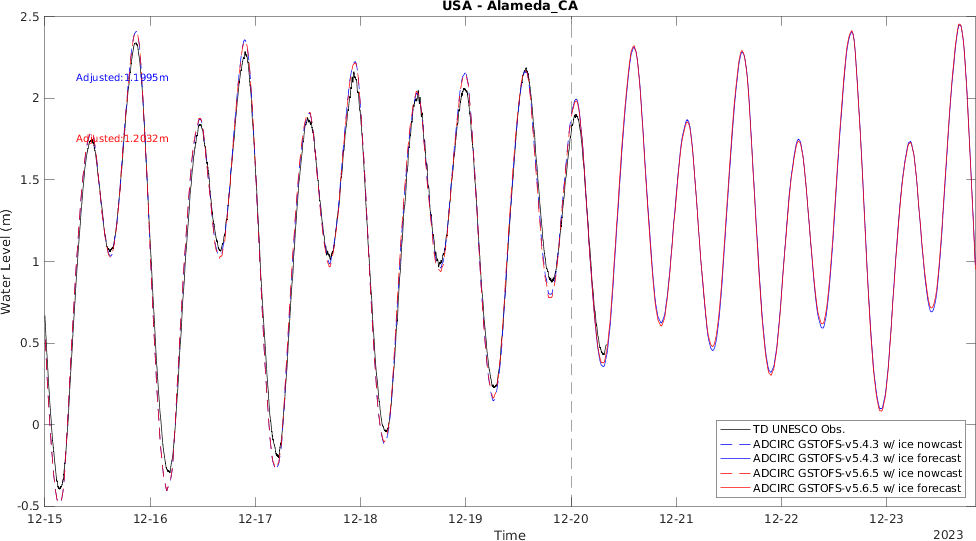 USA - Alameda_CA
2.5
Adjusted:1.1995m
2
Adjusted:1.2032m
1.5
1
0.5
0
-0.5
Water Level (m)
TD UNESCO Obs.
ADCIRC GSTOFS-v5.4.3 w/ ice nowcast
ADCIRC GSTOFS-v5.4.3 w/ ice forecast
ADCIRC GSTOFS-v5.6.5 w/ ice nowcast
ADCIRC GSTOFS-v5.6.5 w/ ice forecast
12-15 12-16 12-17 12-18 12-19 12-20 12-21 12-22 12-23
Time
2023